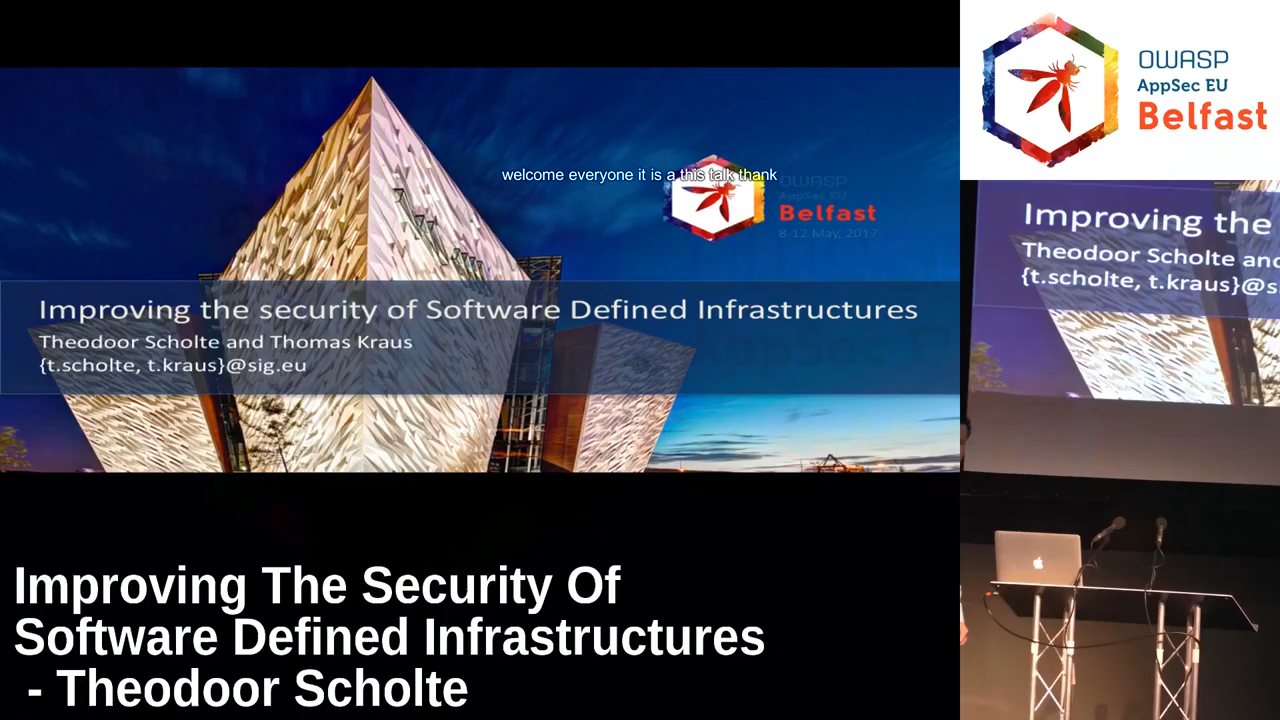 welcome everyone it is a this talk thank
OWASP
AppSec EU
Belfast
8-12 May, 2017
Improving the security of Software Defined Infrastructures
Theodoor Scholte and Thomas Kraus
{t.scholte, t.kraus}@sig.eu
Improving The Security Of
Software Defined Infrastructures
- Theodoor Scholte
OWASP
AppSec EU
Belfast
Improving the
Theodoor Scholte and
{t.scholte, t.kraus}@s